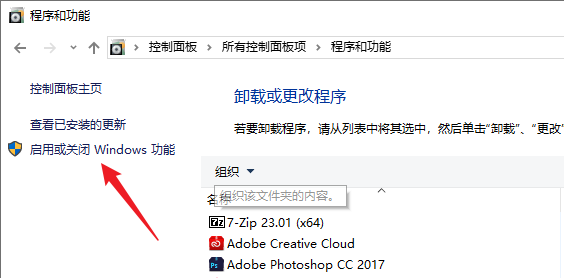 程序和功能
控制面板 > 所有控制面板项 > 程序和功能
控制面板主页
查看已安装的更新
启用或关闭 Windows 功能
卸载或更改程序
若要卸载程序，请从列表中将其选中，然后单击“卸载”、“更改”
组织
名称
组织该文件夹的内容。
7-Zip 23.01 (x64)
Adobe Creative Cloud
Adobe Photoshop CC 2017